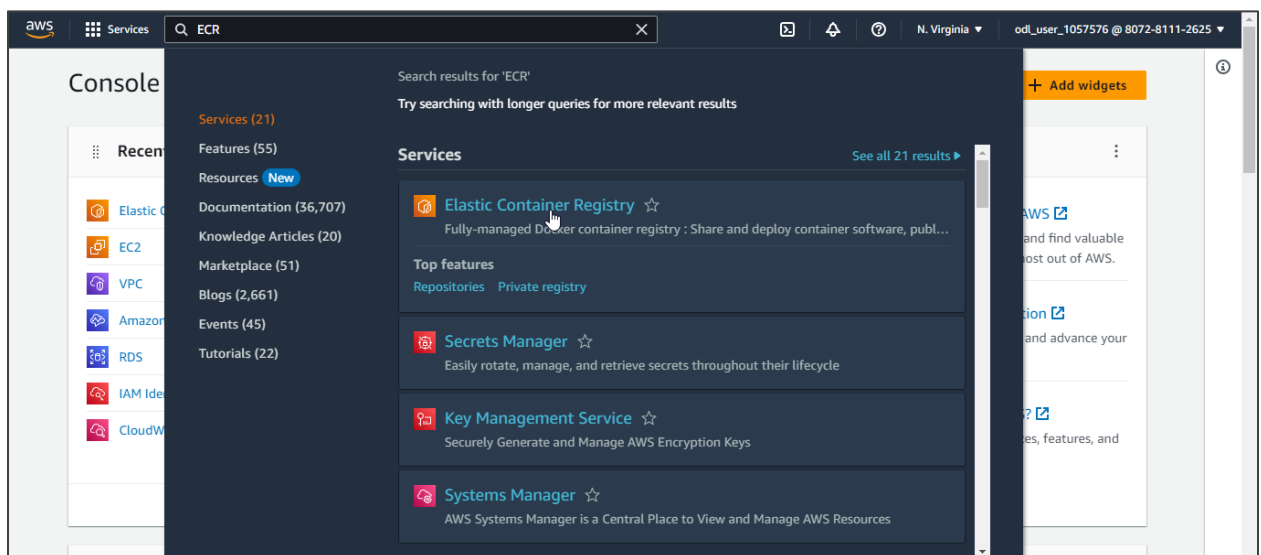 aws
Services
ECR
N. Virginia
odl_user_1057576 @ 8072-8111-2625
Console
+ Add widgets
Search results for 'ECR'
Try searching with longer queries for more relevant results
Services (21)
Features (55)
Resources New
Documentation (36,707)
Knowledge Articles (20)
Marketplace (51)
Blogs (2,661)
Events (45)
Tutorials (22)
Services
See all 21 results
Elastic Container Registry
Fully-managed Docker container registry : Share and deploy container software, publ...
Top features
Repositories Private registry
Secrets Manager
Easily rotate, manage, and retrieve secrets throughout their lifecycle
Key Management Service
Securely Generate and Manage AWS Encryption Keys
Systems Manager
AWS Systems Manager is a Central Place to View and Manage AWS Resources
Recen
Elastic C
EC2
VPC
Amazon
RDS
IAM Ide
CloudW
AWS
and find valuable
ost out of AWS.
tion
and advance your
s?
es, features, and